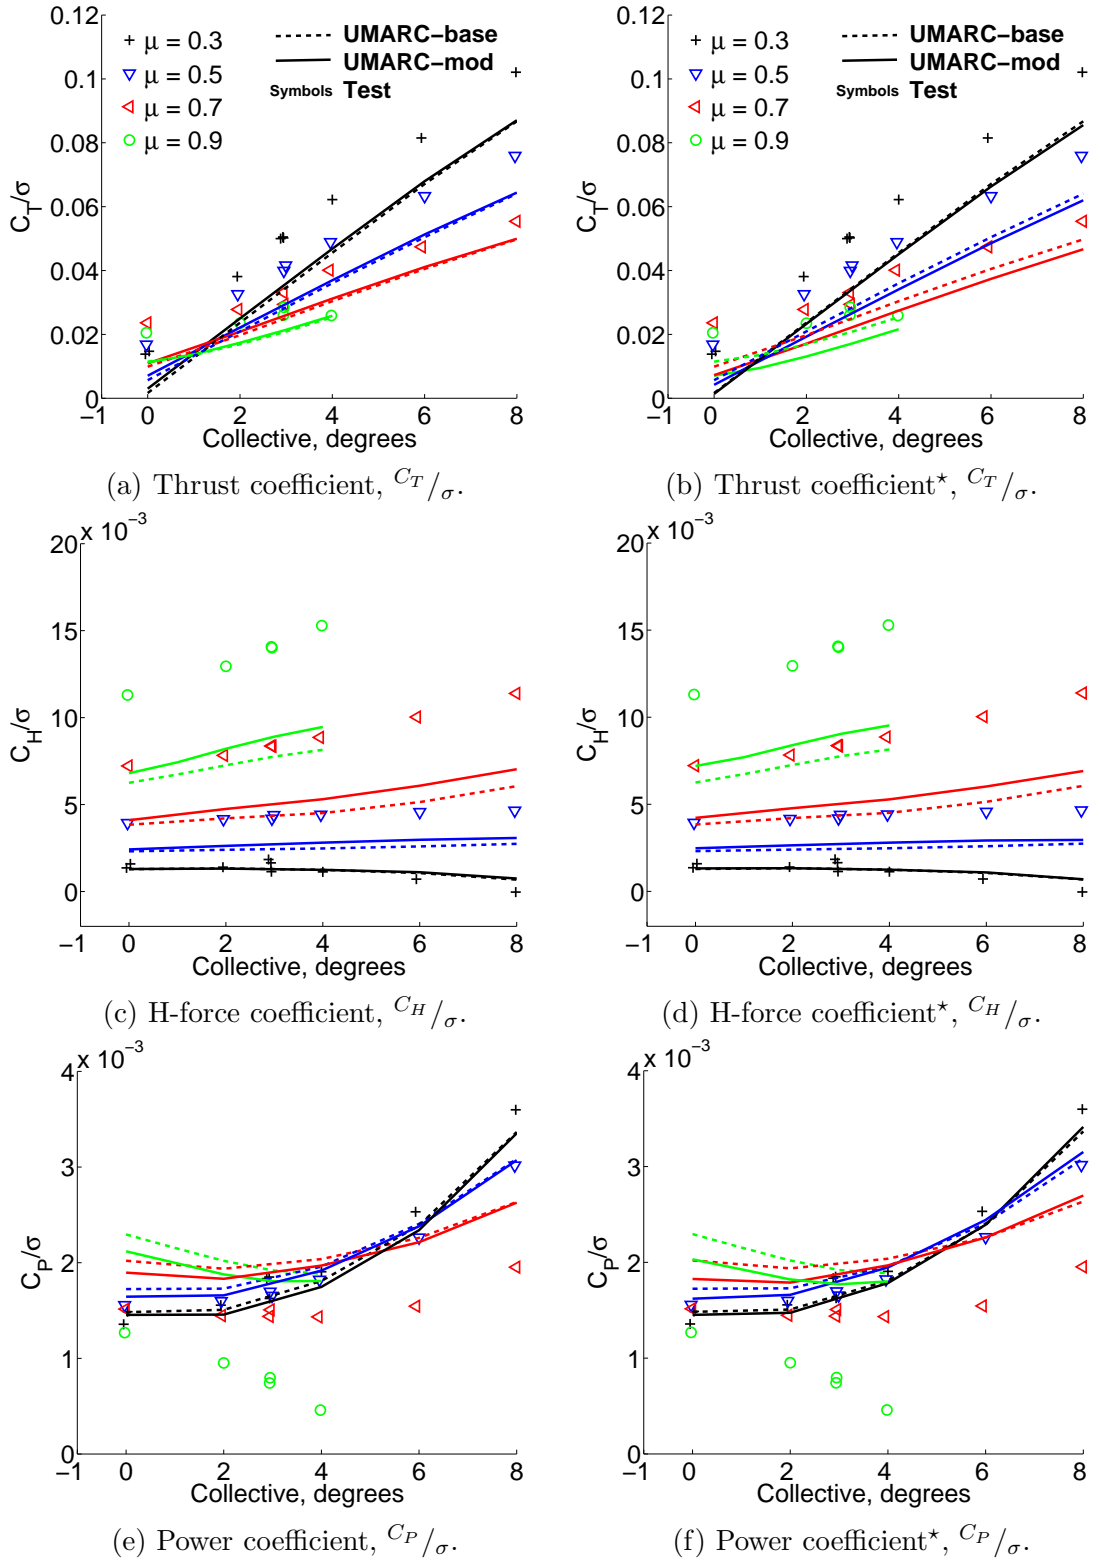 0.12
0.1
0.08
0.06
0.04
0.02
0
C_T/σ
μ = 0.3
μ = 0.5
μ = 0.7
μ = 0.9
UMARC−base
UMARC−mod
Symbols Test
−1 0 2 4 6 8
Collective, degrees
(a) Thrust coefficient, C_T/σ.
0.12
0.1
0.08
0.06
0.04
0.02
0
C_T/σ
μ = 0.3
μ = 0.5
μ = 0.7
μ = 0.9
UMARC−base
UMARC−mod
Symbols Test
−1 0 2 4 6 8
Collective, degrees
(b) Thrust coefficient⋆, C_T/σ.
x 10⁻³
20
15
10
5
0
C_H/σ
−1 0 2 4 6 8
Collective, degrees
(c) H-force coefficient, C_H/σ.
x 10⁻³
20
15
10
5
0
C_H/σ
−1 0 2 4 6 8
Collective, degrees
(d) H-force coefficient⋆, C_H/σ.
x 10⁻³
4
3
2
1
0
C_P/σ
−1 0 2 4 6 8
Collective, degrees
(e) Power coefficient, C_P/σ.
x 10⁻³
4
3
2
1
0
C_P/σ
−1 0 2 4 6 8
Collective, degrees
(f) Power coefficient⋆, C_P/σ.